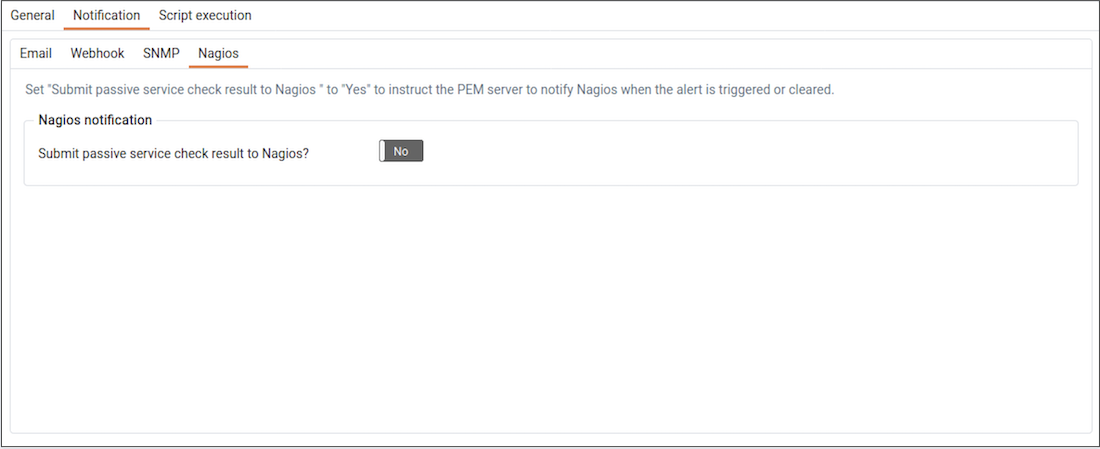 General Notification Script execution
Email Webhook SNMP Nagios
Set "Submit passive service check result to Nagios " to "Yes" to instruct the PEM server to notify Nagios when the alert is triggered or cleared.
Nagios notification
Submit passive service check result to Nagios? No